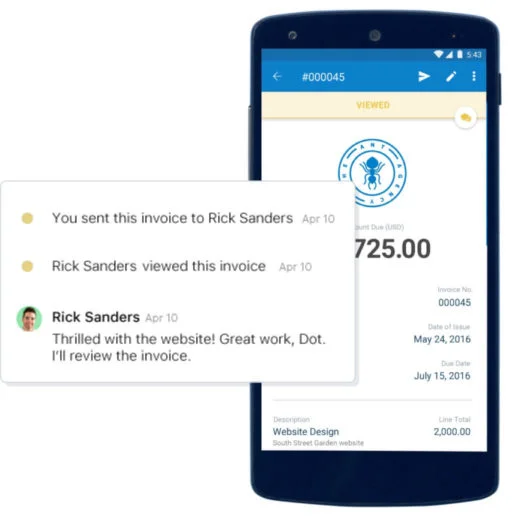 5:43
#000045
VIEWED
THE ANT AGENCY
You sent this invoice to Rick Sanders Apr 10
Rick Sanders viewed this invoice Apr 10
Rick Sanders Apr 10
Thrilled with the website! Great work, Dot.
I'll review the invoice.
Due (USD)
725.00
Invoice No.
000045
Date of Issue
May 24, 2016
Due Date
July 15, 2016
Description Line Total
Website Design 2,000.00
South Street Garden website